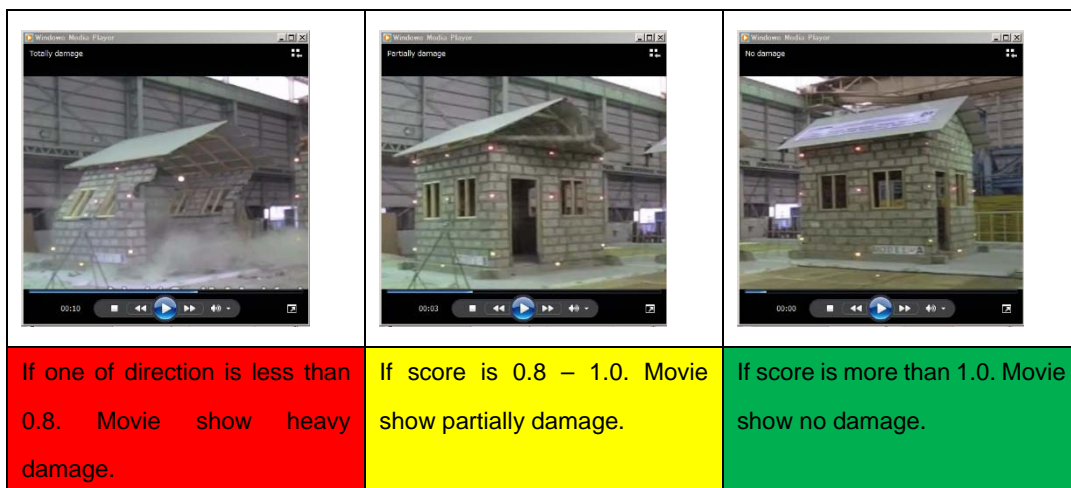 Windows Media Player
Totally damage
00:10
If one of direction is less than
0.8. Movie show heavy
damage.
Windows Media Player
Partially damage
00:03
If score is 0.8 – 1.0. Movie
show partially damage.
Windows Media Player
No damage
MODEL-A
00:00
If score is more than 1.0. Movie
show no damage.